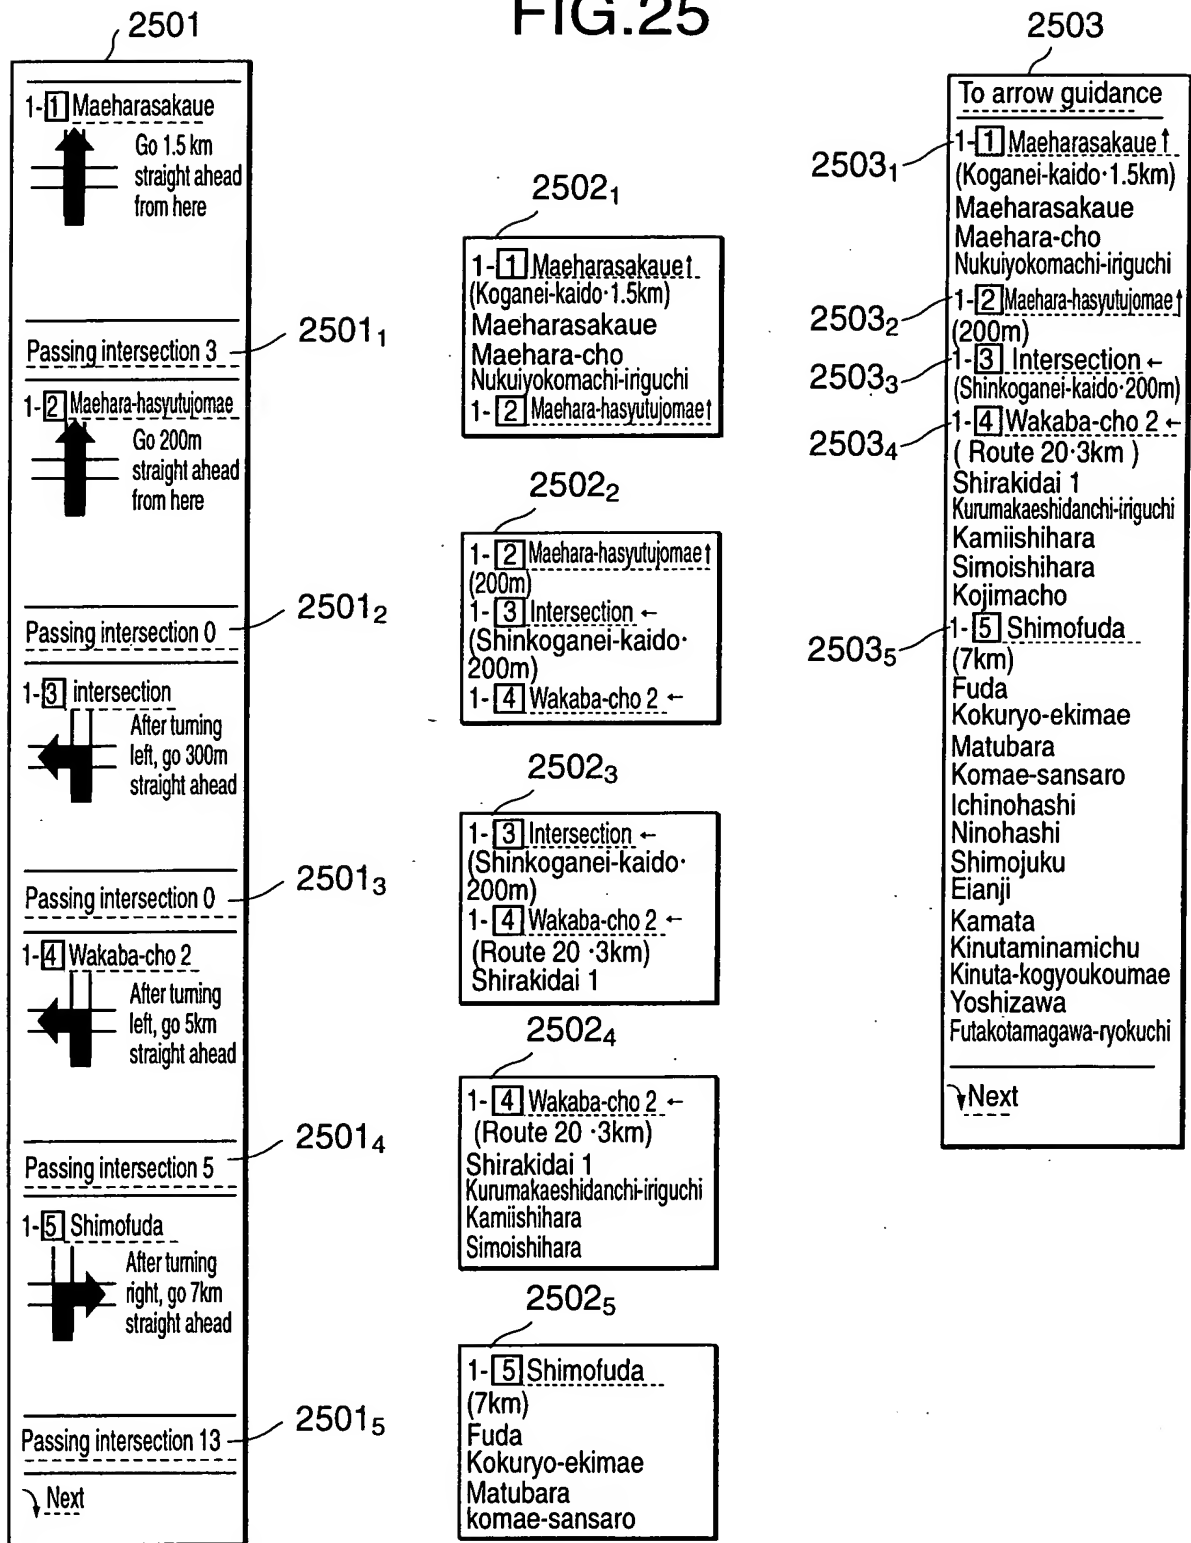 FIG.25
2501
1-1 Maeharasakaue
Go 1.5 km
straight ahead
from here
Passing intersection 3
2501₁
1-2 Maehara-hasyutujomae
Go 200m
straight ahead
from here
Passing intersection 0
2501₂
1-3 intersection
After turning
left, go 300m
straight ahead
Passing intersection 0
2501₃
1-4 Wakaba-cho 2
After turning
left, go 5km
straight ahead
Passing intersection 5
2501₄
1-5 Shimofuda
After turning
right, go 7km
straight ahead
Passing intersection 13
2501₅
Next
2502₁
1-1 Maeharasakaue↑
(Koganei-kaido·1.5km)
Maeharasakaue
Maehara-cho
Nukuiyokomachi-iriguchi
1-2 Maehara-hasyutujomae↑
2502₂
1-2 Maehara-hasyutujomae↑
(200m)
1-3 Intersection ←
(Shinkoganei-kaido·
200m)
1-4 Wakaba-cho 2 ←
2502₃
1-3 Intersection ←
(Shinkoganei-kaido·
200m)
1-4 Wakaba-cho 2 ←
(Route 20 ·3km)
Shirakidai 1
2502₄
1-4 Wakaba-cho 2 ←
(Route 20 ·3km)
Shirakidai 1
Kurumakaeshidanchi-iriguchi
Kamiishihara
Simoishihara
2502₅
1-5 Shimofuda
(7km)
Fuda
Kokuryo-ekimae
Matubara
komae-sansaro
2503
To arrow guidance
2503₁
1-1 Maeharasakaue↑
(Koganei-kaido·1.5km)
Maeharasakaue
Maehara-cho
Nukuiyokomachi-iriguchi
2503₂
1-2 Maehara-hasyutujomae↑
(200m)
2503₃
1-3 Intersection ←
(Shinkoganei-kaido·200m)
2503₄
1-4 Wakaba-cho 2 ←
( Route 20·3km )
Shirakidai 1
Kurumakaeshidanchi-iriguchi
Kamiishihara
Simoishihara
Kojimacho
2503₅
1-5 Shimofuda
(7km)
Fuda
Kokuryo-ekimae
Matubara
Komae-sansaro
Ichinohashi
Ninohashi
Shimojuku
Eianji
Kamata
Kinutaminamichu
Kinuta-kogyoukoumae
Yoshizawa
Futakotamagawa-ryokuchi
Next